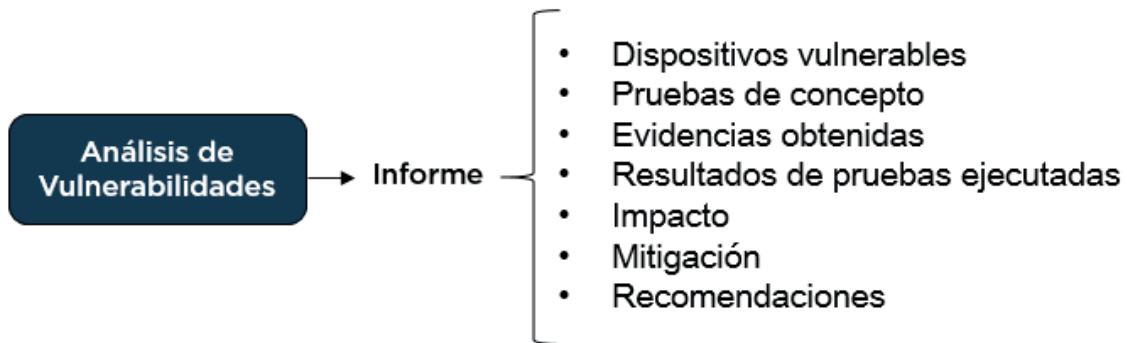 Análisis de
Vulnerabilidades
Informe
• Dispositivos vulnerables
• Pruebas de concepto
• Evidencias obtenidas
• Resultados de pruebas ejecutadas
• Impacto
• Mitigación
• Recomendaciones